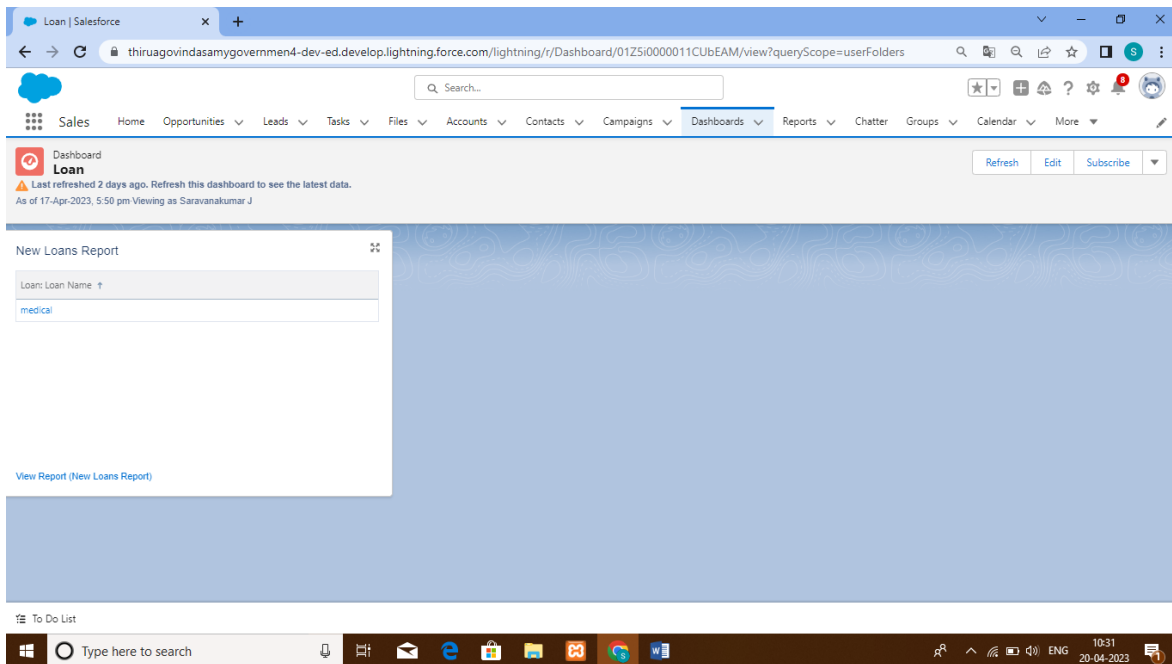 Loan | Salesforce
thiruagovindasamygovernmen4-dev-ed.develop.lightning.force.com/lightning/r/Dashboard/01Z5i0000011CUbEAM/view?queryScope=userFolders
S
Search...
8
Sales Home Opportunities Leads Tasks Files Accounts Contacts Campaigns Dashboards Reports Chatter Groups Calendar More
Dashboard
Loan
Refresh Edit Subscribe
Last refreshed 2 days ago. Refresh this dashboard to see the latest data.
As of 17-Apr-2023, 5:50 pm Viewing as Saravanakumar J
New Loans Report
Loan: Loan Name ↑
medical
View Report (New Loans Report)
To Do List
Type here to search
ENG
10:31
20-04-2023
1